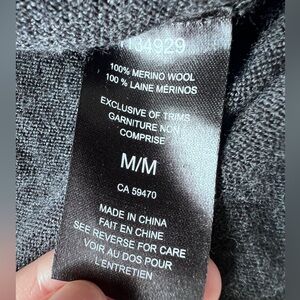 134929
100% MERINO WOOL
100 % LAINE MÉRINOS
EXCLUSIVE OF TRIMS
GARNITURE NON
COMPRISE
M/M
CA 59470
MADE IN CHINA
FAIT EN CHINE
SEE REVERSE FOR CARE
VOIR AU DOS POUR
L'ENTRETIEN